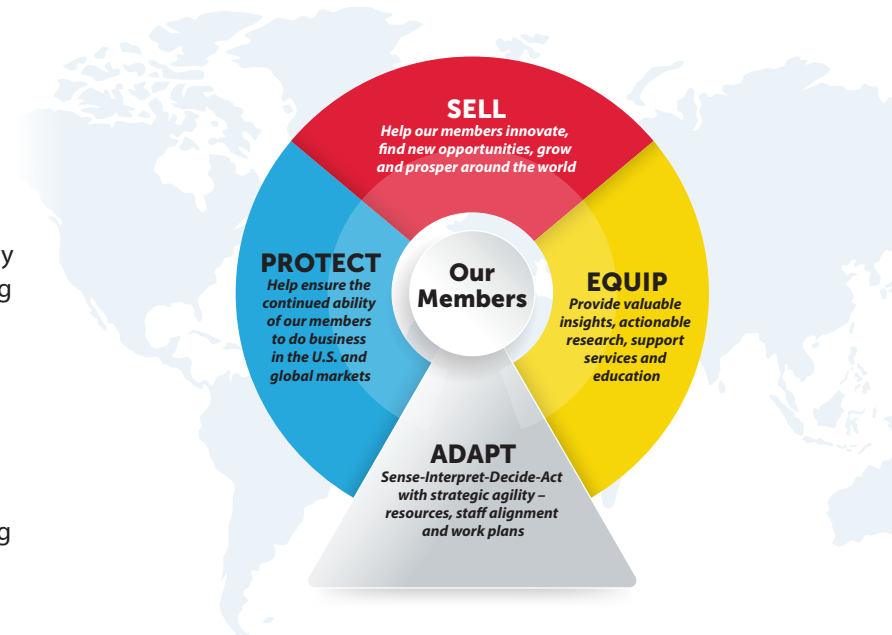 y
g
g
SELL
Help our members innovate,
find new opportunities, grow
and prosper around the world
PROTECT
Help ensure the
continued ability
of our members
to do business
in the U.S. and
global markets
Our
Members
EQUIP
Provide valuable
insights, actionable
research, support
services and
education
ADAPT
Sense-Interpret-Decide-Act
with strategic agility –
resources, staff alignment
and work plans